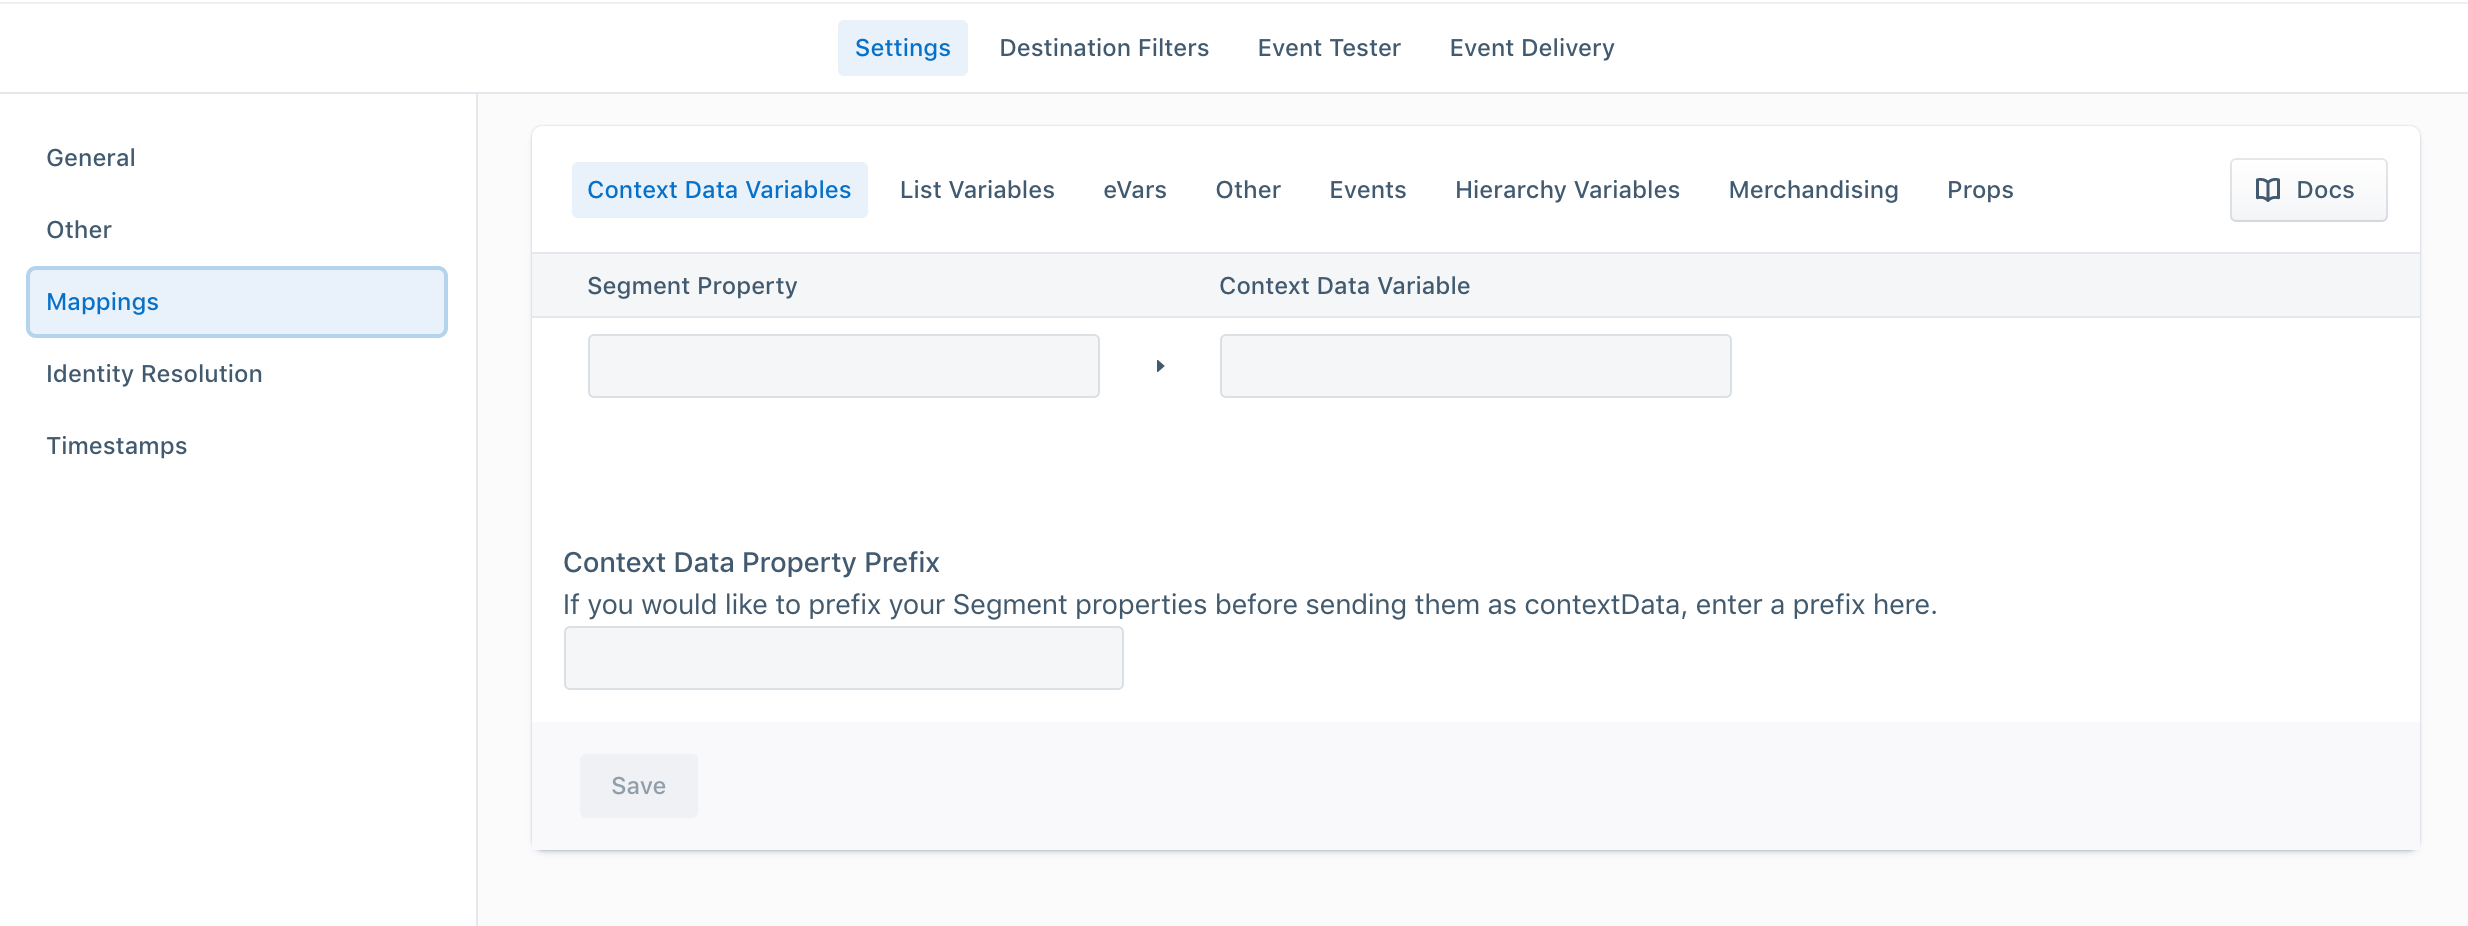 Settings Destination Filters Event Tester Event Delivery
General
Other
Mappings
Identity Resolution
Timestamps
Context Data Variables List Variables eVars Other Events Hierarchy Variables Merchandising Props Docs
Segment Property Context Data Variable
Context Data Property Prefix
If you would like to prefix your Segment properties before sending them as contextData, enter a prefix here.
Save